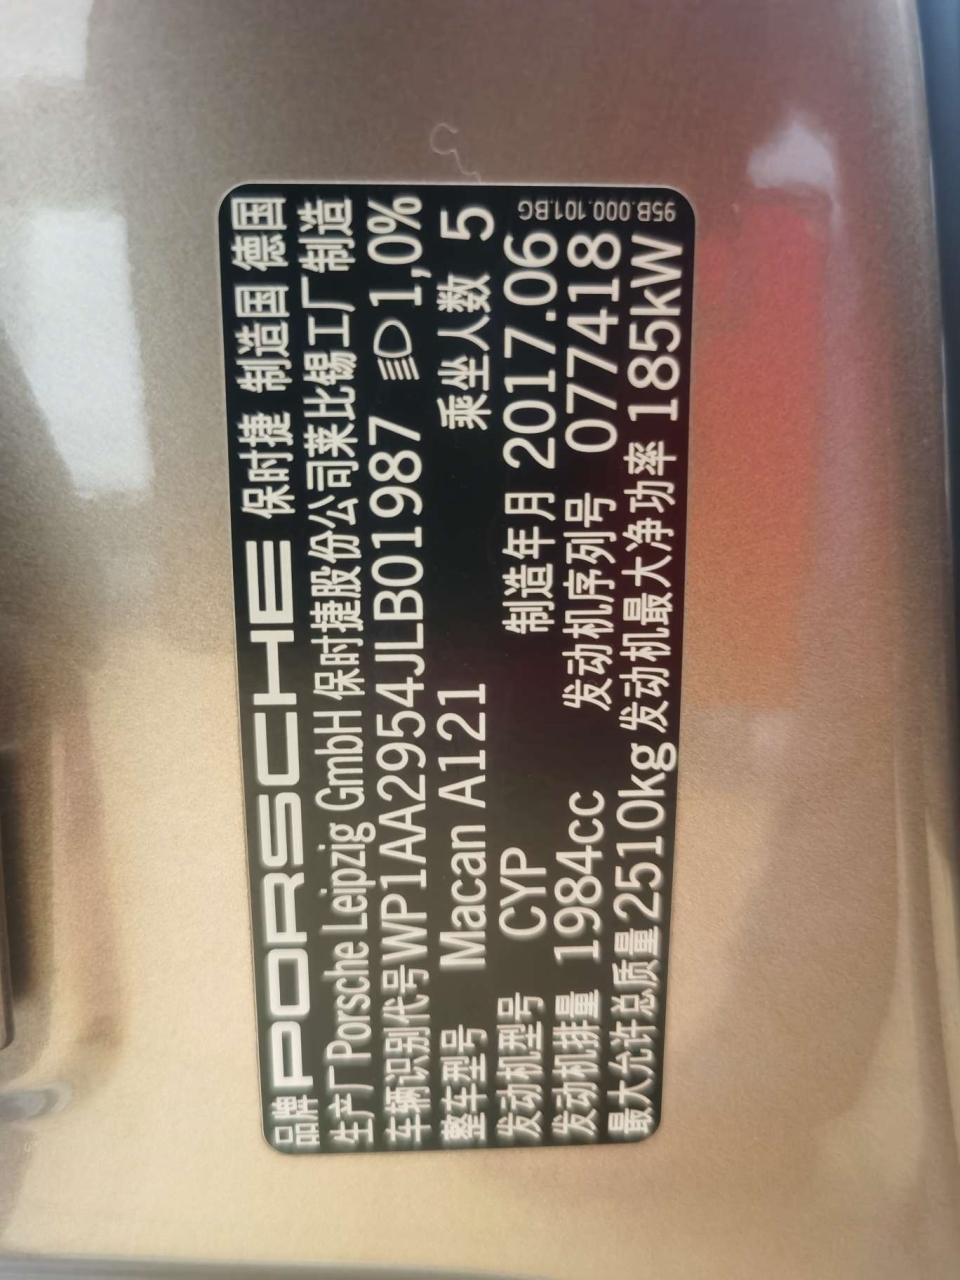 品牌 PORSCHE 保时捷 制造国 德国
生产厂 Porsche Leipzig GmbH 保时捷股份公司莱比锡工厂制造
车辆识别代号 WP1AA2954JLB01987 1,0%
整车型号 Macan A121 乘坐人数 5
发动机型号 CYP 制造年月 2017.06
发动机排量 1984cc 发动机序列号 077418
最大允许总质量 2510kg 发动机最大净功率 185kW
95B.000.101.BG